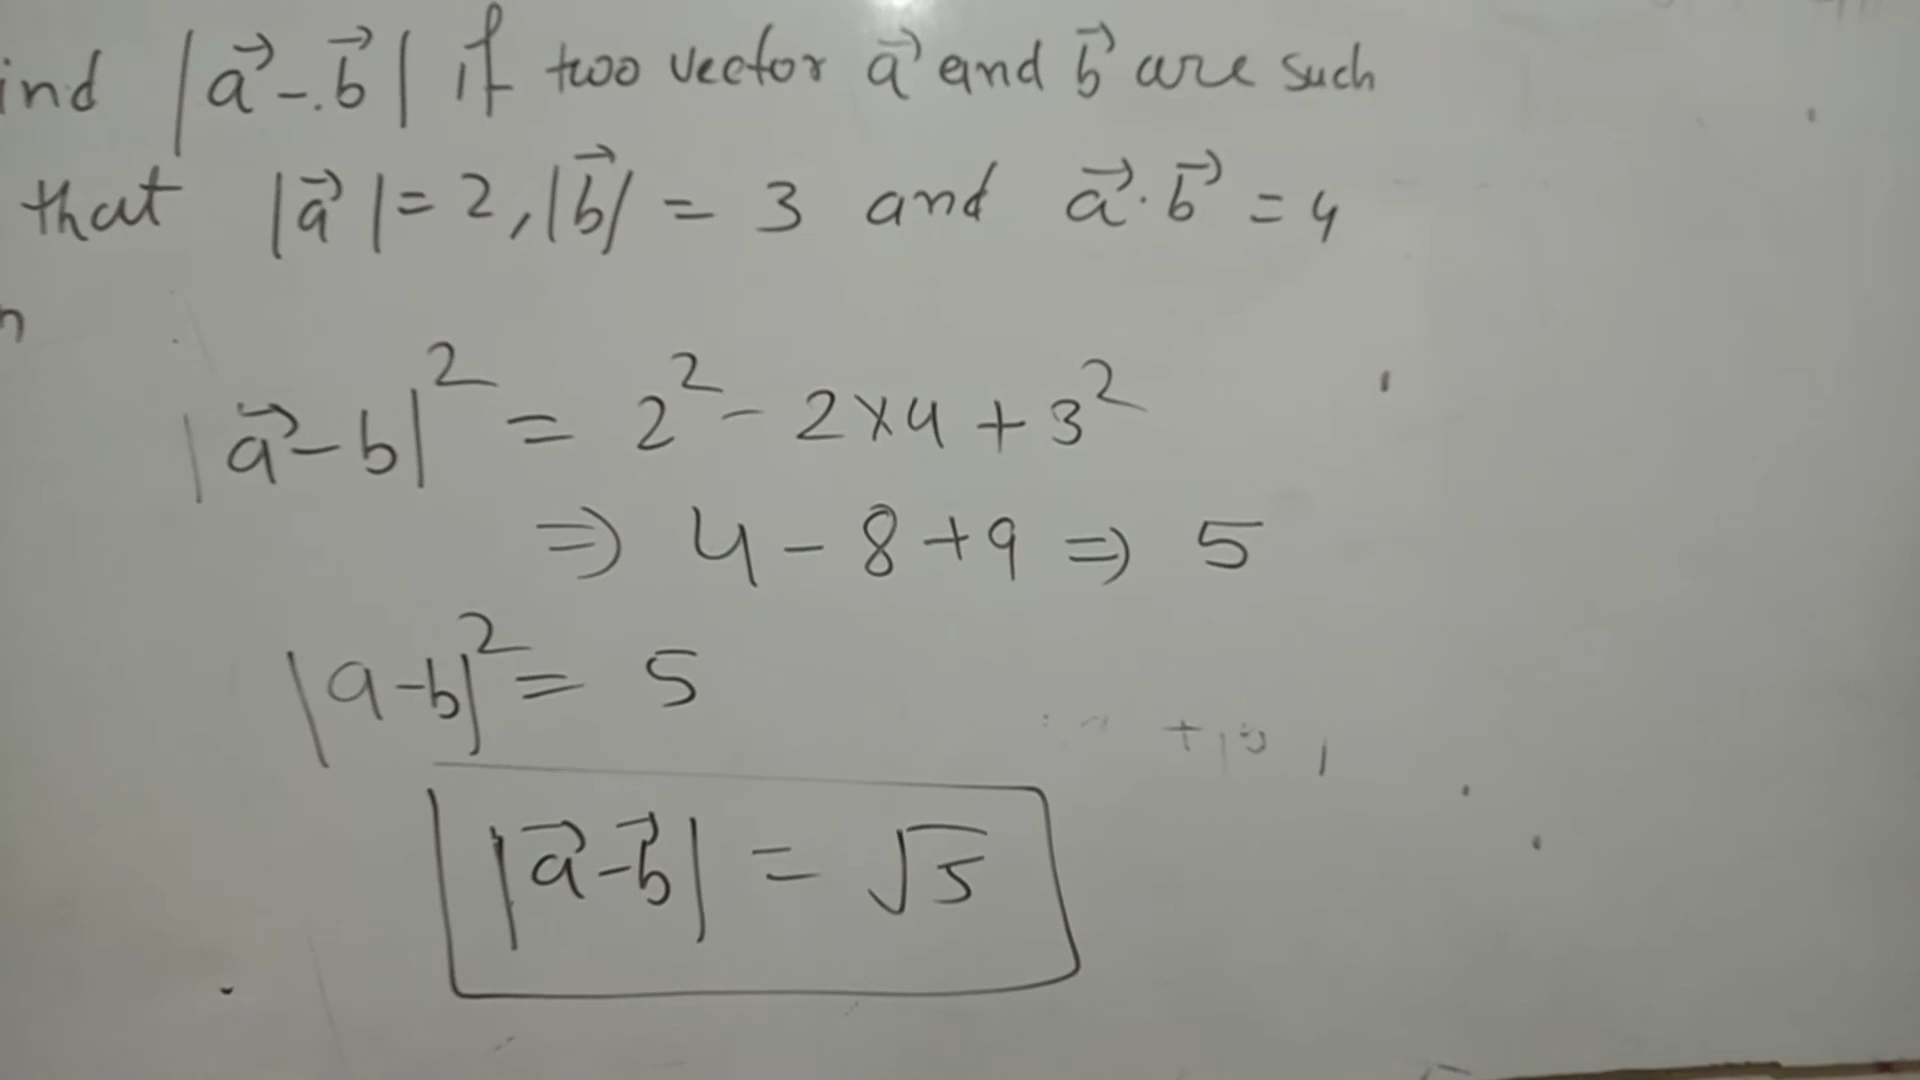 ind |a⃗ - b⃗| if two vector a⃗ and b⃗ are such
that |a⃗| = 2, |b⃗| = 3 and a⃗·b⃗ = 4
n
|a⃗ - b|² = 2² - 2×4 + 3²
⇒ 4 - 8 + 9 ⇒ 5
|a-b|² = 5
|a⃗ - b⃗| = √5